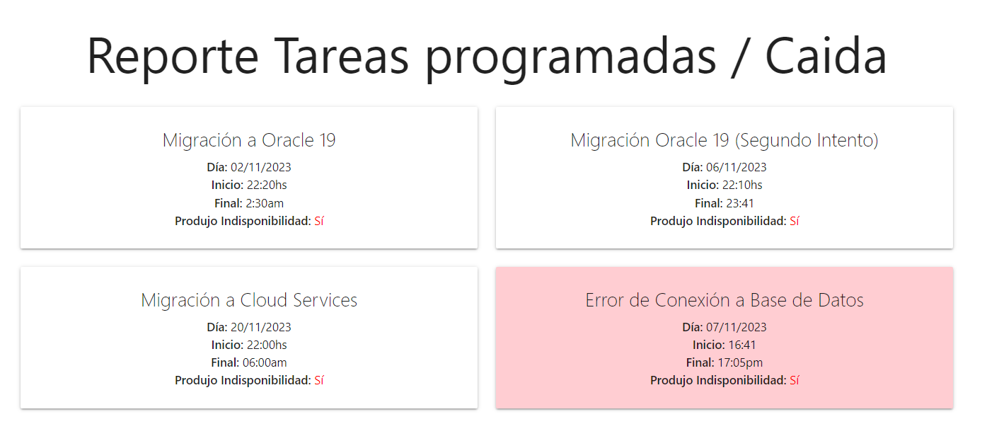 Reporte Tareas programadas / Caida
Migración a Oracle 19
Día: 02/11/2023
Inicio: 22:20hs
Final: 2:30am
Produjo Indisponibilidad: Sí
Migración Oracle 19 (Segundo Intento)
Día: 06/11/2023
Inicio: 22:10hs
Final: 23:41
Produjo Indisponibilidad: Sí
Migración a Cloud Services
Día: 20/11/2023
Inicio: 22:00hs
Final: 06:00am
Produjo Indisponibilidad: Sí
Error de Conexión a Base de Datos
Día: 07/11/2023
Inicio: 16:41
Final: 17:05pm
Produjo Indisponibilidad: Sí